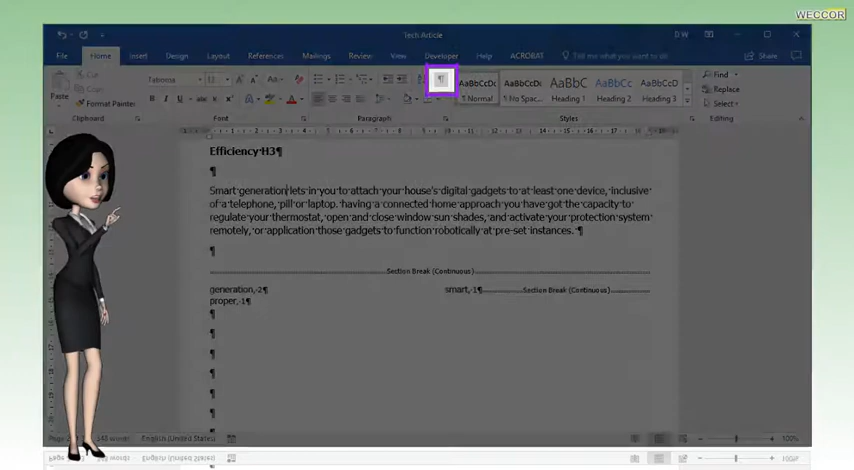 WECCOR
Tech Article
D W
File Home Insert Design Layout References Mailings Review View Developer Help ACROBAT Tell me what you want to do Share
Cut
Copy
Format Painter
Paste
Clipboard
Tahoma 12
Font
Paragraph
AaBbCcDc AaBbCcDc AaBbC AaBbCc AaBbCcD
¶ Normal ¶ No Spac... Heading 1 Heading 2 Heading 3
Styles
Find
Replace
Select
Editing
Efficiency·H3¶
¶
Smart·generation·lets·in·you·to·attach·your·house's·digital·gadgets·to·at·least·one·device,·inclusive·
of·a·telephone,·pill·or·laptop.·having·a·connected·home·approach·you·have·got·the·capacity·to·
regulate·your·thermostat,·open·and·close·window·sun·shades,·and·activate·your·protection·system·
remotely,·or·application·those·gadgets·to·function·robotically·at·pre-set·instances.·¶
¶
Section Break (Continuous)
generation,·2¶
proper,·1¶
smart,·1¶ Section Break (Continuous)
¶
¶
¶
¶
¶
¶
¶
English (United States)
100%